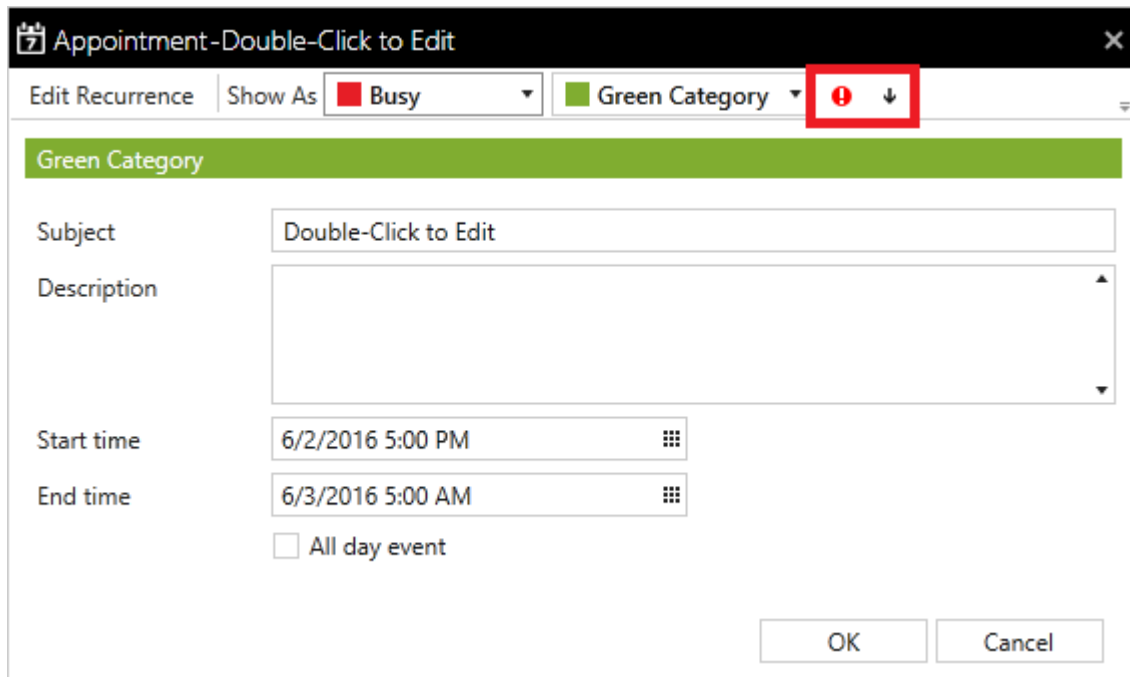 7 Appointment-Double-Click to Edit
Edit Recurrence Show As Busy Green Category
Green Category
Subject Double-Click to Edit
Description
Start time 6/2/2016 5:00 PM
End time 6/3/2016 5:00 AM
All day event
OK Cancel